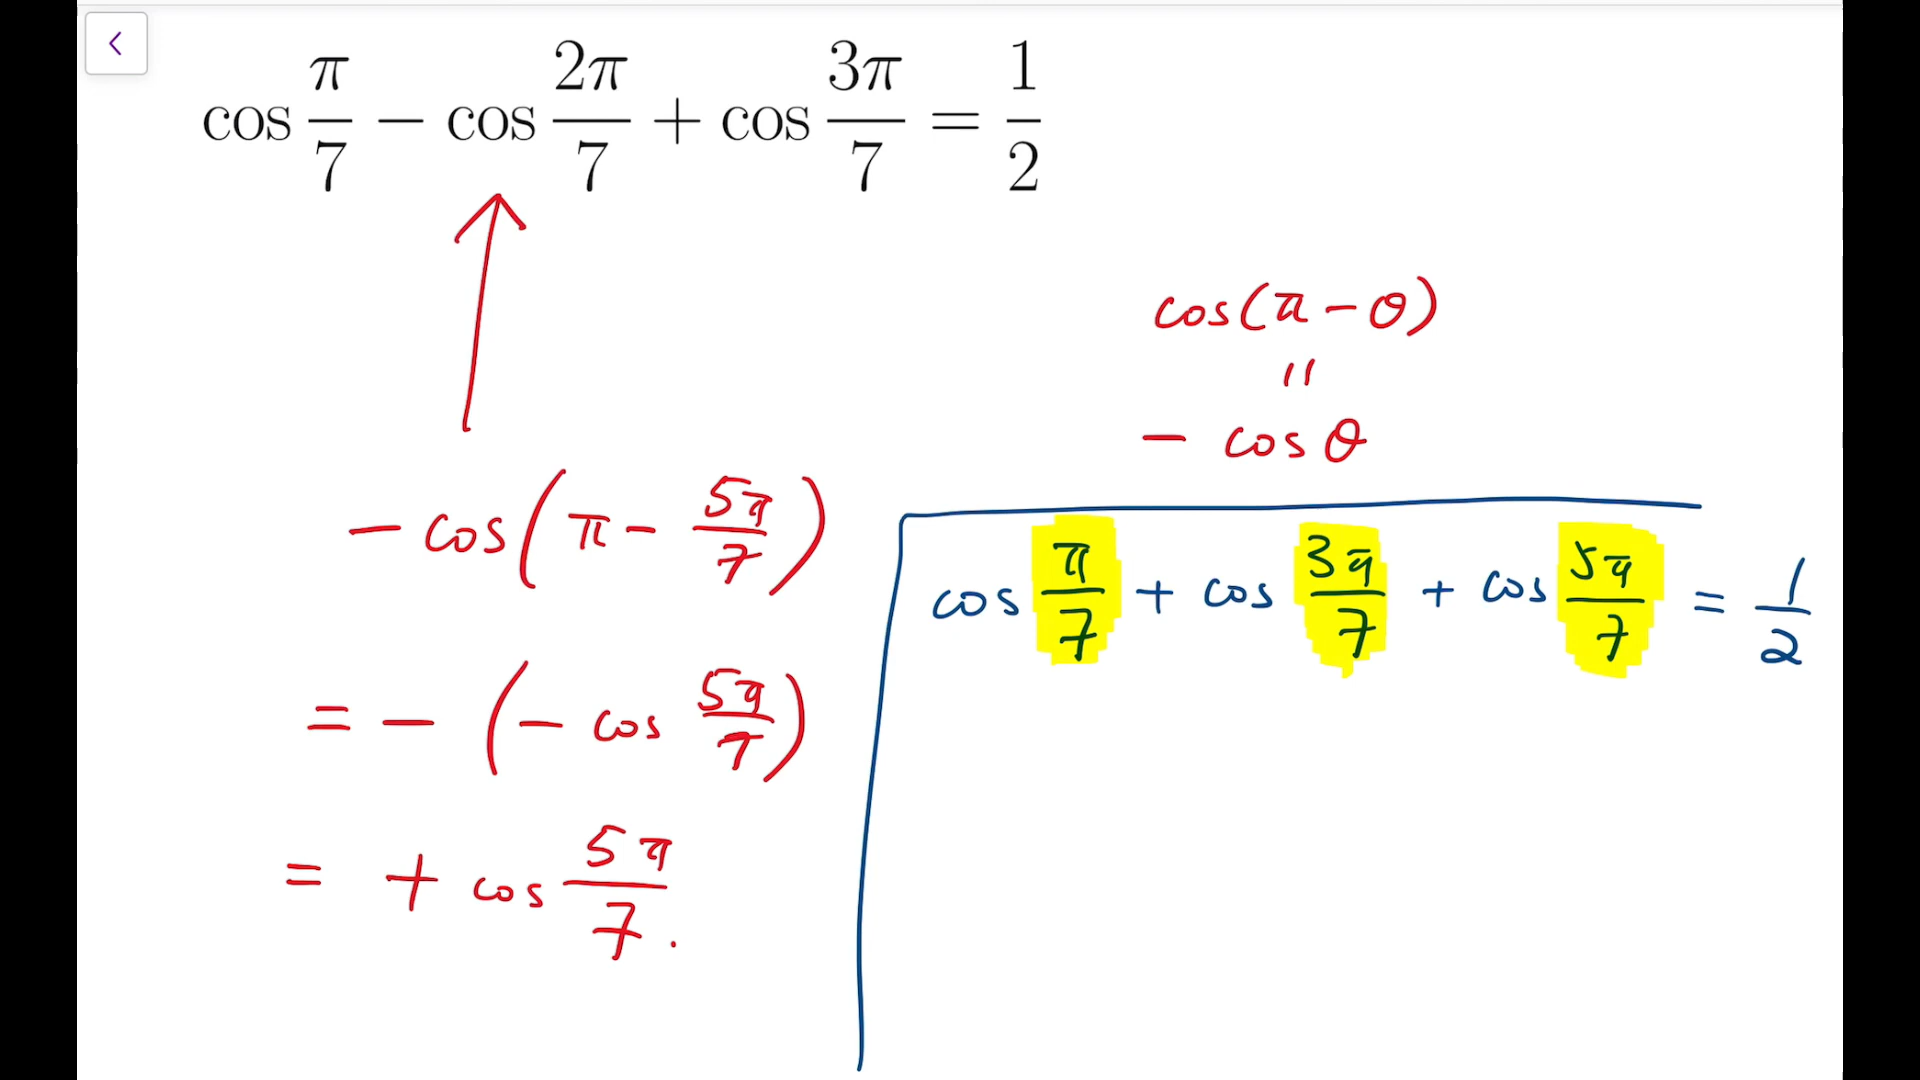 cos π/7 − cos 2π/7 + cos 3π/7 = 1/2
cos(π − θ)
=
− cos θ
− cos(π − 5π/7)
= − (− cos 5π/7)
= + cos 5π/7.
cos π/7 + cos 3π/7 + cos 5π/7 = 1/2